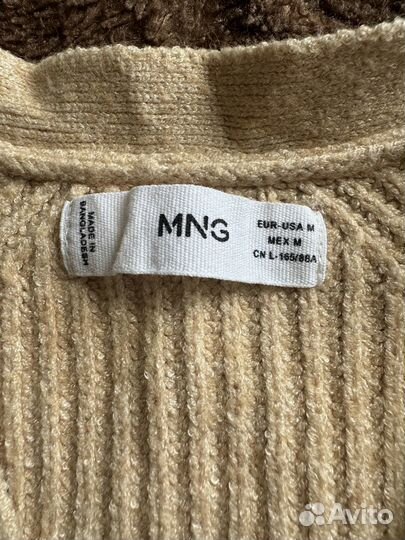 MADE IN
BANGLADESH
MNG
EUR-USA M
MEX M
CN L-165/88A
Avito